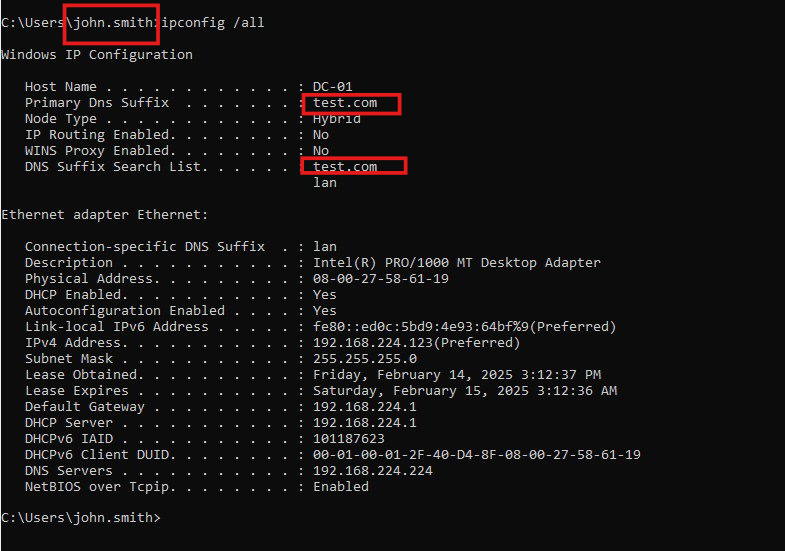 C:\Users\john.smith>ipconfig /all
Windows IP Configuration
Host Name . . . . . . . . . . . . : DC-01
Primary Dns Suffix . . . . . . . : test.com
Node Type . . . . . . . . . . . . : Hybrid
IP Routing Enabled. . . . . . . . : No
WINS Proxy Enabled. . . . . . . . : No
DNS Suffix Search List. . . . . . : test.com
lan
Ethernet adapter Ethernet:
Connection-specific DNS Suffix . : lan
Description . . . . . . . . . . . : Intel(R) PRO/1000 MT Desktop Adapter
Physical Address. . . . . . . . . : 08-00-27-58-61-19
DHCP Enabled. . . . . . . . . . . : Yes
Autoconfiguration Enabled . . . . : Yes
Link-local IPv6 Address . . . . . : fe80::ed0c:5bd9:4e93:64bf%9(Preferred)
IPv4 Address. . . . . . . . . . . : 192.168.224.123(Preferred)
Subnet Mask . . . . . . . . . . . : 255.255.255.0
Lease Obtained. . . . . . . . . . : Friday, February 14, 2025 3:12:37 PM
Lease Expires . . . . . . . . . . : Saturday, February 15, 2025 3:12:36 AM
Default Gateway . . . . . . . . . : 192.168.224.1
DHCP Server . . . . . . . . . . . : 192.168.224.1
DHCPv6 IAID . . . . . . . . . . . : 101187623
DHCPv6 Client DUID. . . . . . . . : 00-01-00-01-2F-40-D4-8F-08-00-27-58-61-19
DNS Servers . . . . . . . . . . . : 192.168.224.224
NetBIOS over Tcpip. . . . . . . . : Enabled
C:\Users\john.smith>